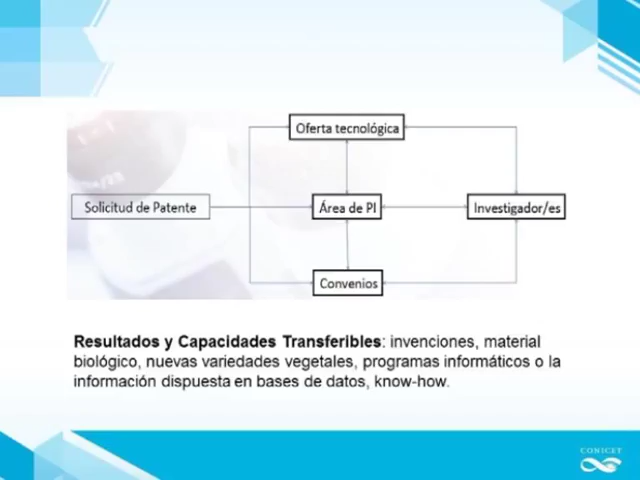 Oferta tecnológica
Solicitud de Patente
Área de PI
Investigador/es
Convenios
Resultados y Capacidades Transferibles: invenciones, material
biológico, nuevas variedades vegetales, programas informáticos o la
información dispuesta en bases de datos, know-how.
CONICET